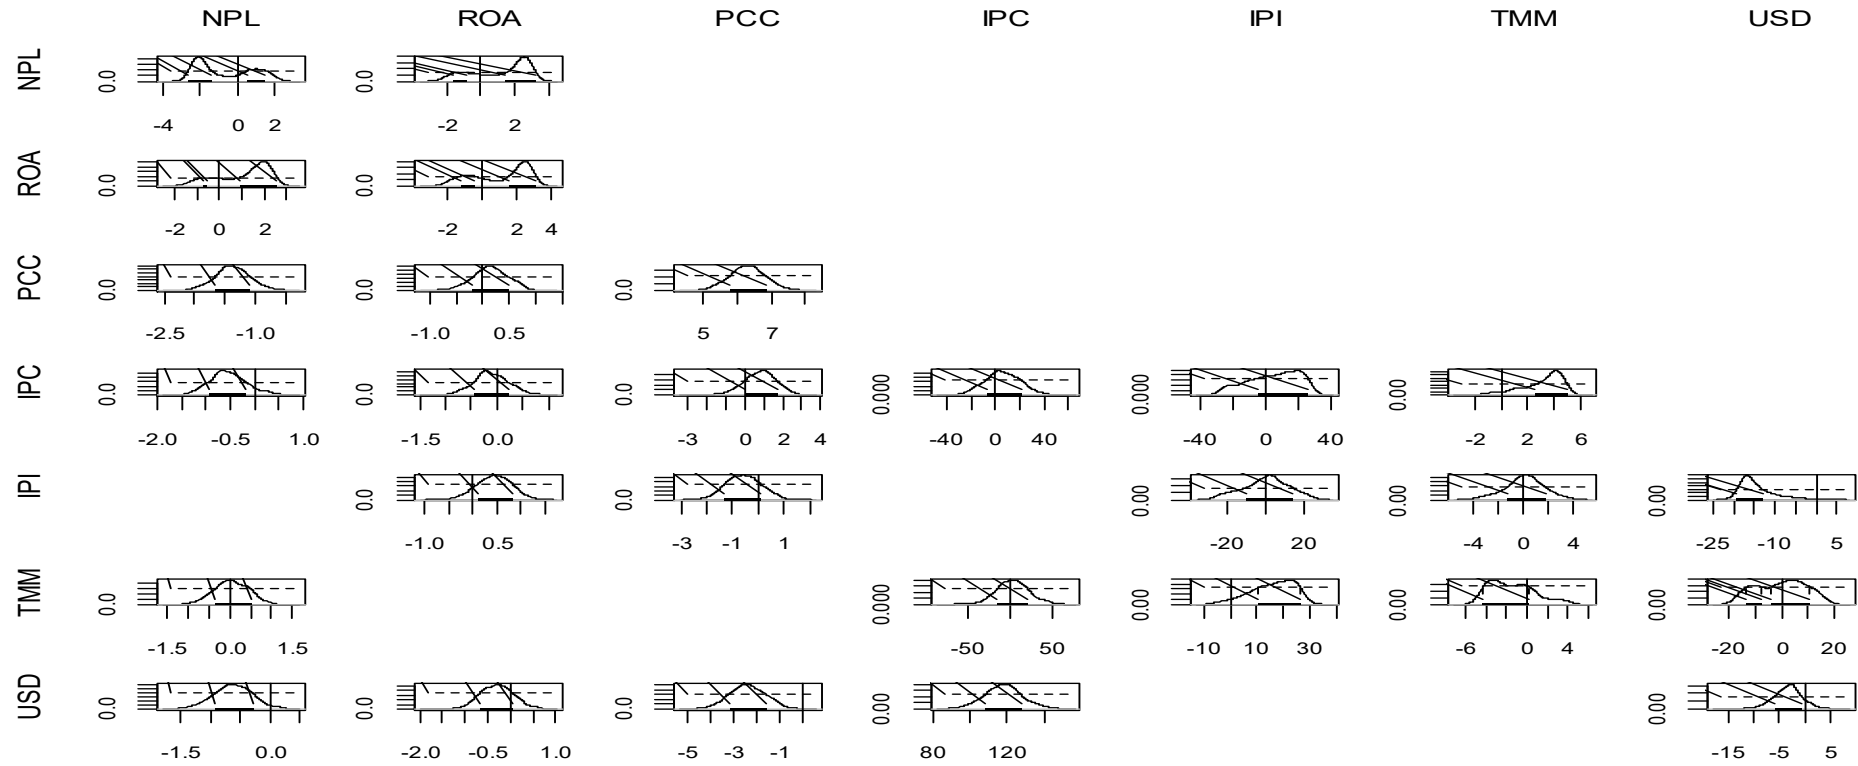 NPL ROA PCC IPC IPI TMM USD
NPL 0.0 0.0
-4 0 2 -2 2
ROA 0.0 0.0
-2 0 2 -2 2 4
PCC 0.0 0.0 0.0
-2.5 -1.0 -1.0 0.5 5 7
IPC 0.0 0.0 0.0 0.000 0.000 0.00
-2.0 -0.5 1.0 -1.5 0.0 -3 0 2 4 -40 0 40 -40 0 40 -2 2 6
IPI 0.0 0.0 0.00 0.00 0.00
-1.0 0.5 -3 -1 1 -20 20 -4 0 4 -25 -10 5
TMM 0.0 0.000 0.00 0.00 0.00
-1.5 0.0 1.5 -50 50 -10 10 30 -6 0 4 -20 0 20
USD 0.0 0.0 0.0 0.00 0.00
-1.5 0.0 -2.0 -0.5 1.0 -5 -3 -1 80 120 -15 -5 5